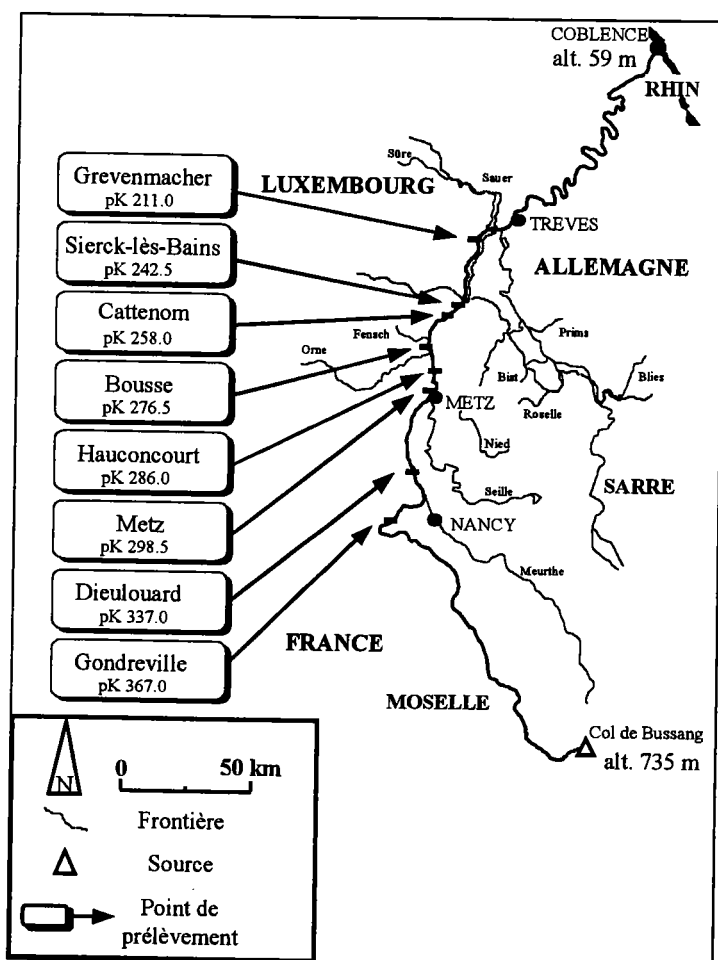 COBLENCE
alt. 59 m
RHIN
Sûre
Sauer
LUXEMBOURG
TREVES
ALLEMAGNE
Grevenmacher
pK 211.0
Sierck-lès-Bains
pK 242.5
Cattenom
pK 258.0
Bousse
pK 276.5
Hauconcourt
pK 286.0
Metz
pK 298.5
Dieulouard
pK 337.0
Gondreville
pK 367.0
Fensch
Orne
Prims
Bist
Blies
Roselle
METZ
Nied
Seille
SARRE
NANCY
Meurthe
FRANCE
MOSELLE
Col de Bussang
alt. 735 m
N
0 50 km
Frontière
Source
Point de
prélèvement